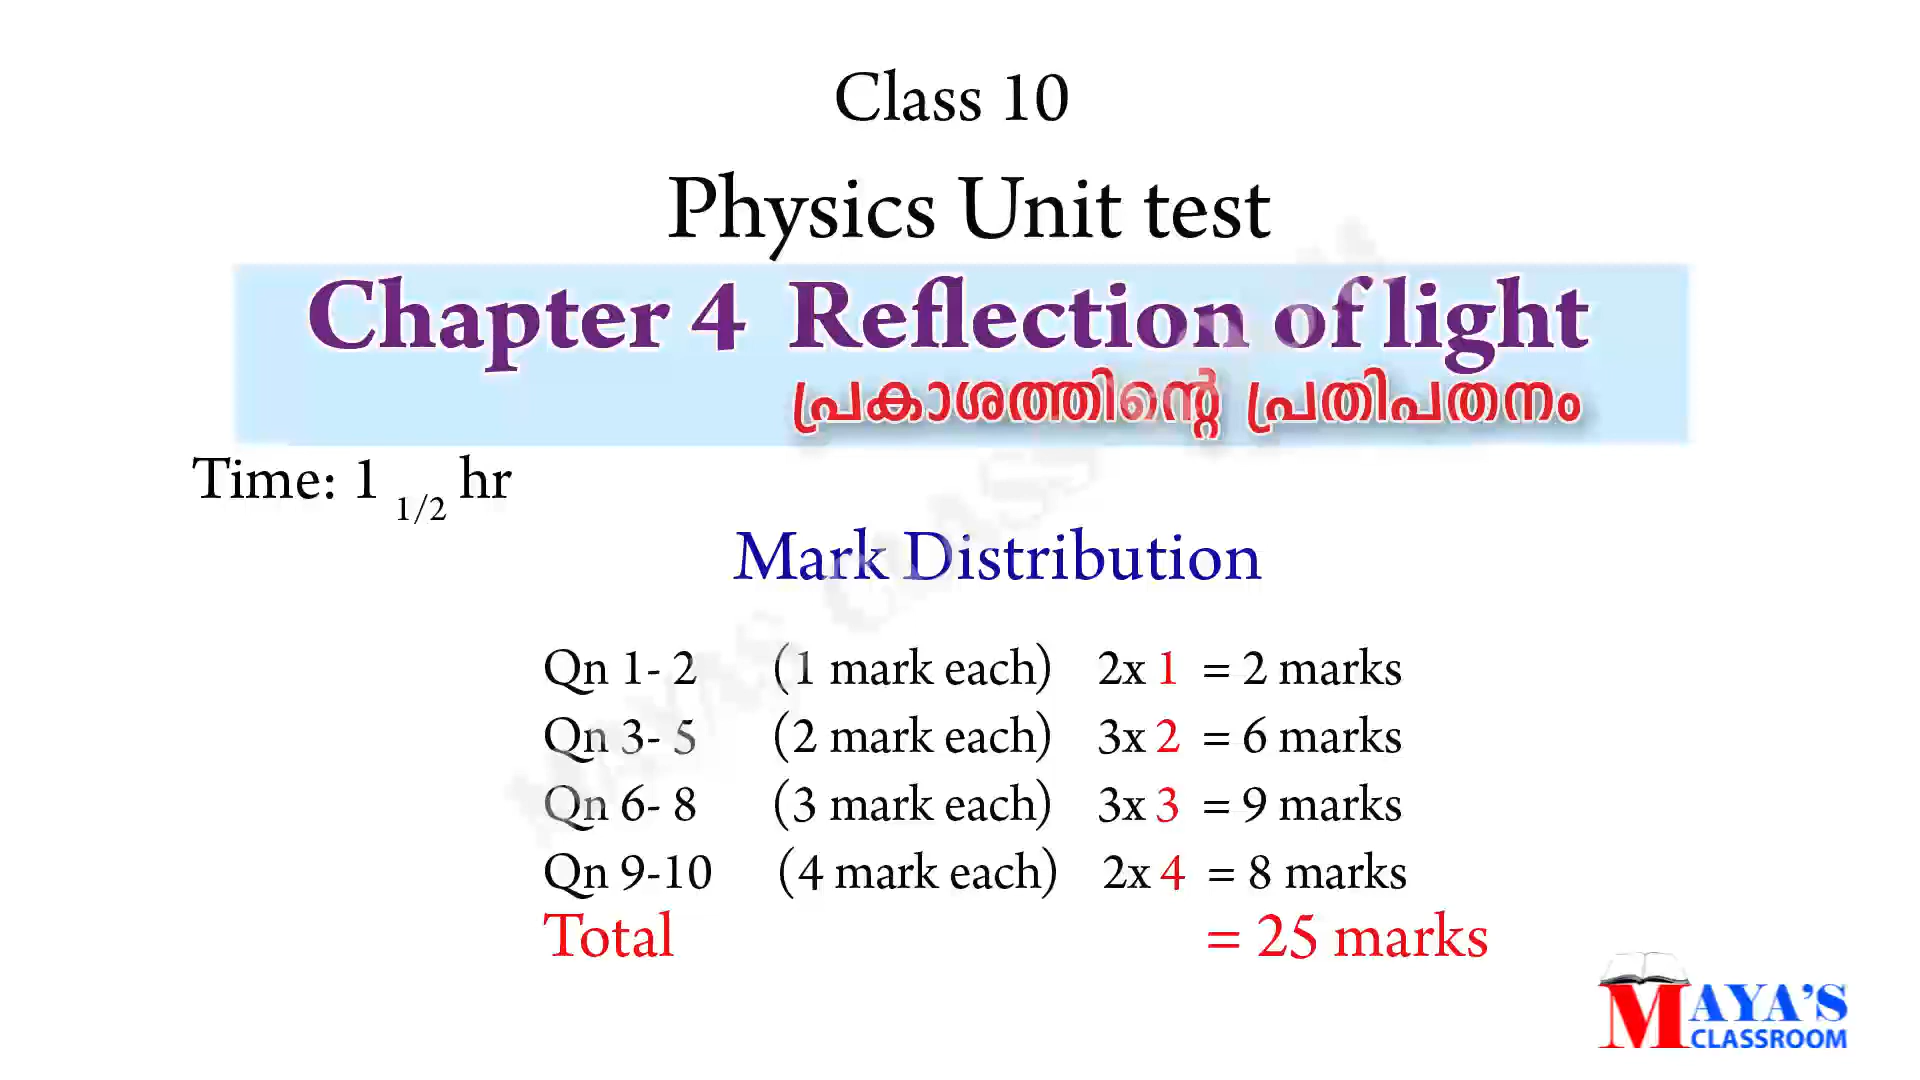 Class 10
Physics Unit test
Chapter 4 Reflection of light
പ്രകാശത്തിന്റെ പ്രതിപതനം
Time: 1 1/2 hr
Mark Distribution
Qn 1- 2 (1 mark each) 2x 1 = 2 marks
Qn 3- 5 (2 mark each) 3x 2 = 6 marks
Qn 6- 8 (3 mark each) 3x 3 = 9 marks
Qn 9-10 (4 mark each) 2x 4 = 8 marks
Total = 25 marks
MAYA'S
CLASSROOM